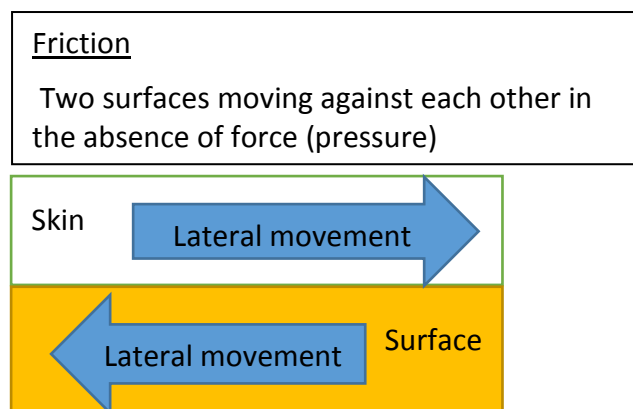 Friction
Two surfaces moving against each other in
the absence of force (pressure)
Skin
Lateral movement
Lateral movement
Surface